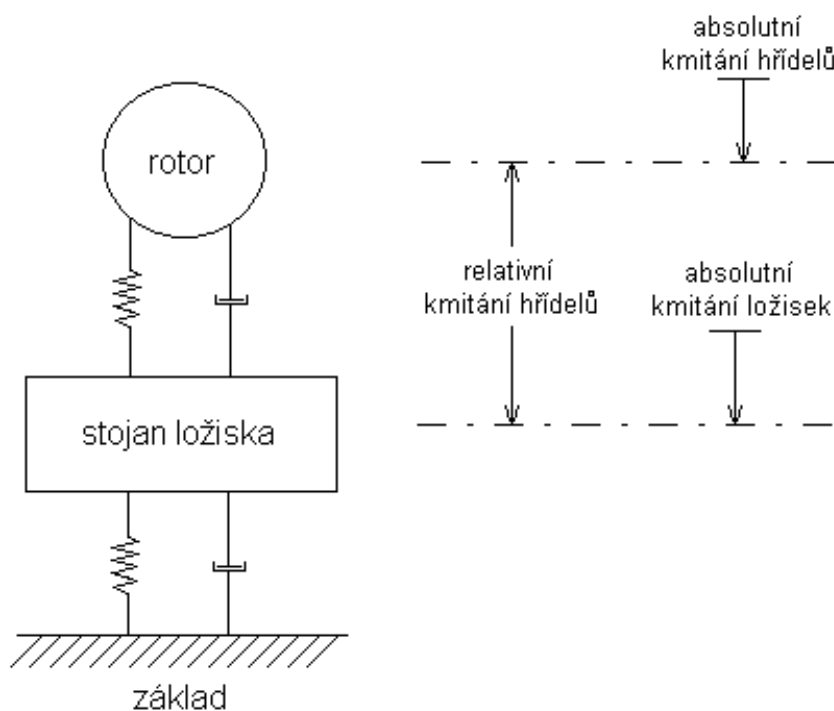 absolutní
kmitání hřídelů
rotor
relativní
kmitání hřídelů
absolutní
kmitání ložisek
stojan ložiska
základ